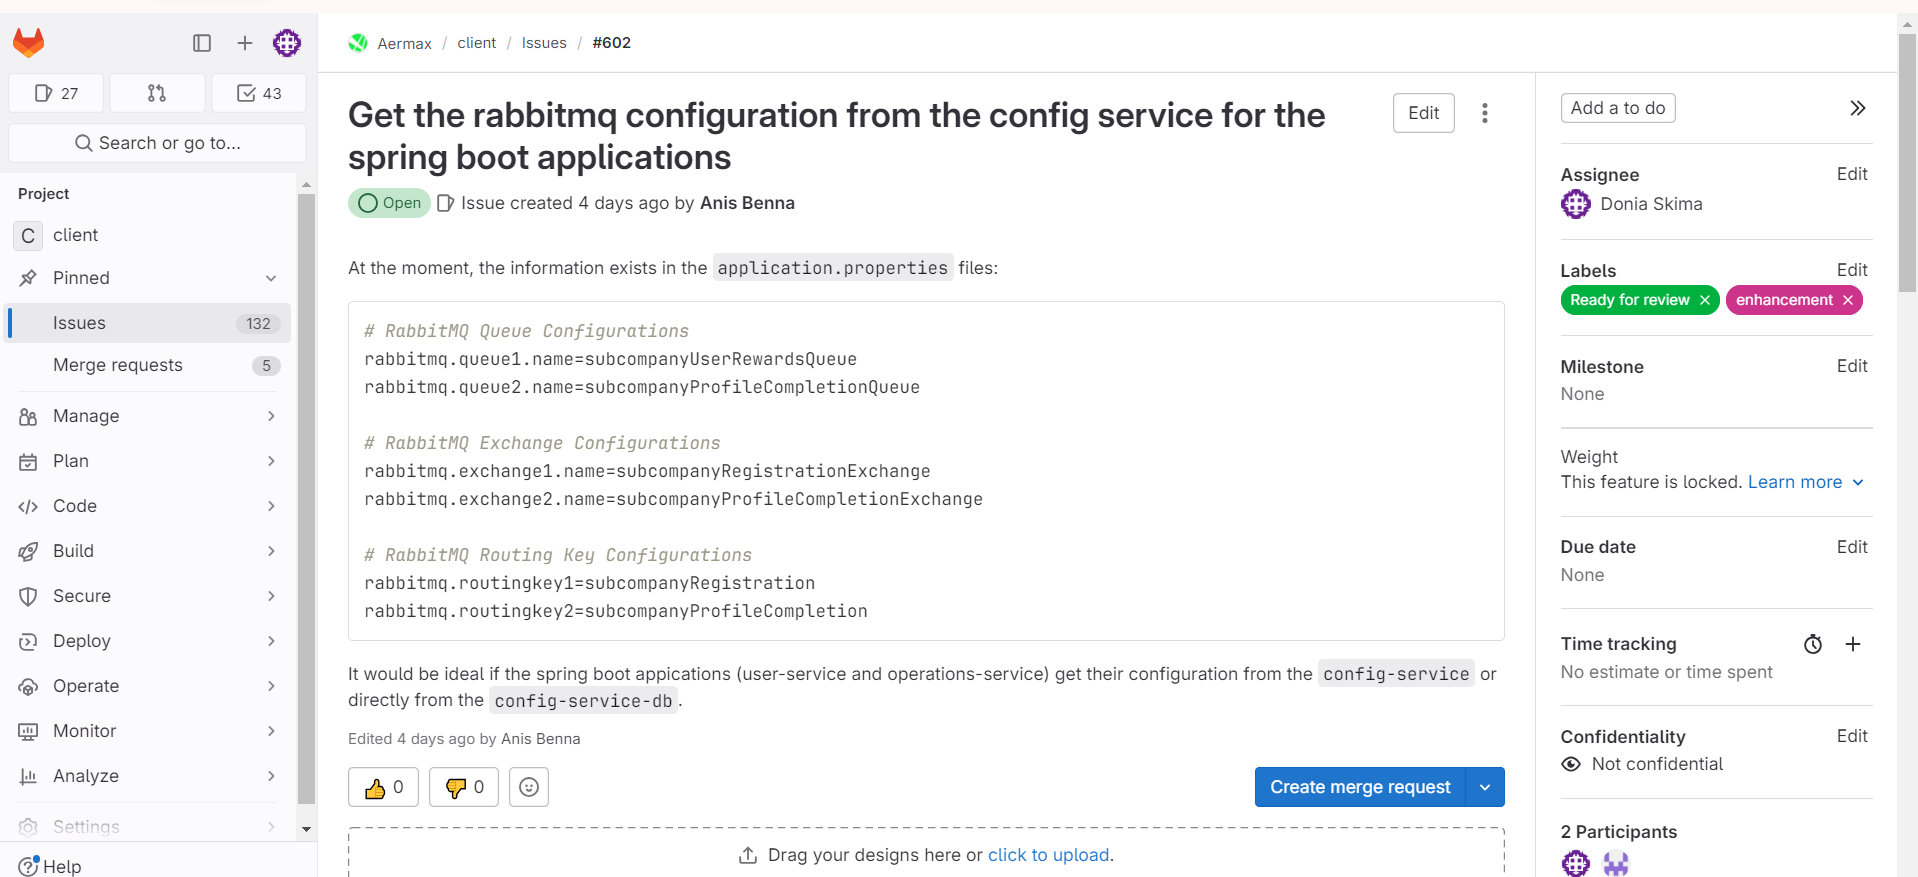 27
43
Search or go to...
Project
C client
Pinned
Issues 132
Merge requests 5
Manage
Plan
Code
Build
Secure
Deploy
Operate
Monitor
Analyze
Settings
Help
Aermax / client / Issues / #602
Get the rabbitmq configuration from the config service for the
spring boot applications
Edit
Open Issue created 4 days ago by Anis Benna
At the moment, the information exists in the application.properties files:
# RabbitMQ Queue Configurations
rabbitmq.queue1.name=subcompanyUserRewardsQueue
rabbitmq.queue2.name=subcompanyProfileCompletionQueue
# RabbitMQ Exchange Configurations
rabbitmq.exchange1.name=subcompanyRegistrationExchange
rabbitmq.exchange2.name=subcompanyProfileCompletionExchange
# RabbitMQ Routing Key Configurations
rabbitmq.routingkey1=subcompanyRegistration
rabbitmq.routingkey2=subcompanyProfileCompletion
It would be ideal if the spring boot appications (user-service and operations-service) get their configuration from the config-service or
directly from the config-service-db.
Edited 4 days ago by Anis Benna
0
0
Create merge request
Drag your designs here or click to upload.
Add a to do
Assignee Edit
Donia Skima
Labels Edit
Ready for review × enhancement ×
Milestone Edit
None
Weight
This feature is locked. Learn more
Due date Edit
None
Time tracking
No estimate or time spent
Confidentiality Edit
Not confidential
2 Participants